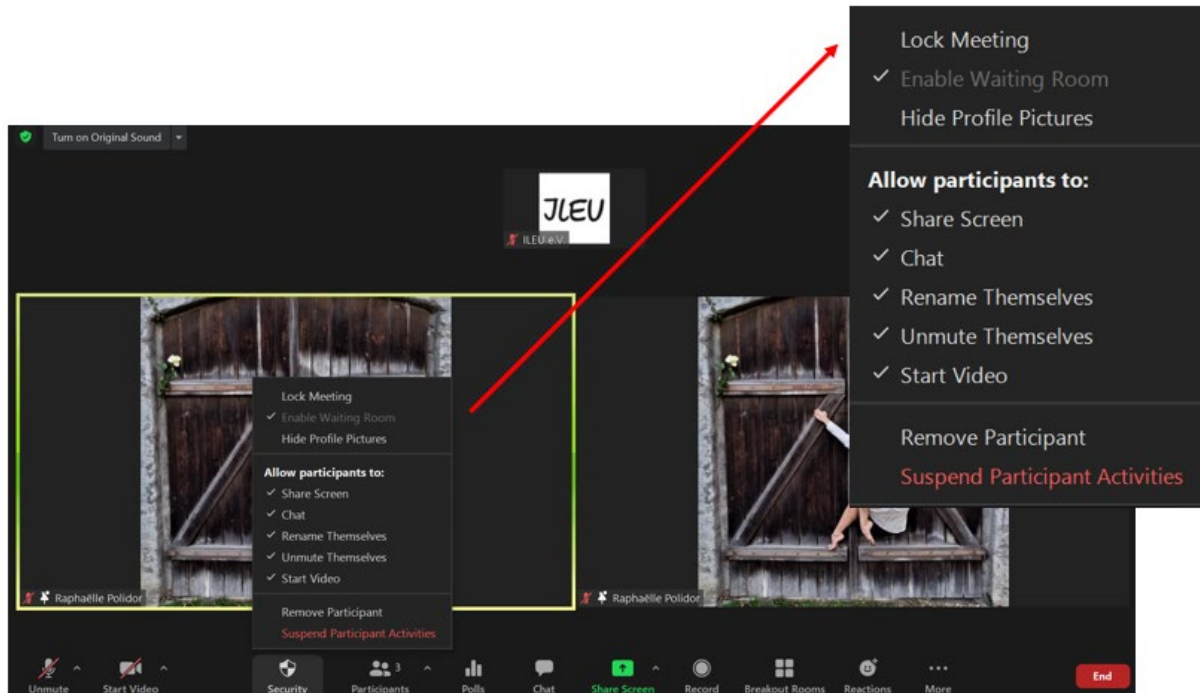 Lock Meeting
Enable Waiting Room
Hide Profile Pictures
Allow participants to:
Share Screen
Chat
Rename Themselves
Unmute Themselves
Start Video
Remove Participant
Suspend Participant Activities
Turn on Original Sound
JLEU
ILEU e.V.
Lock Meeting
Enable Waiting Room
Hide Profile Pictures
Allow participants to:
Share Screen
Chat
Rename Themselves
Unmute Themselves
Start Video
Remove Participant
Suspend Participant Activities
Raphaëlle Polidor
Raphaëlle Polidor
Unmute Start Video Security Participants 3 Polls Chat Share Screen Record Breakout Rooms Reactions More End